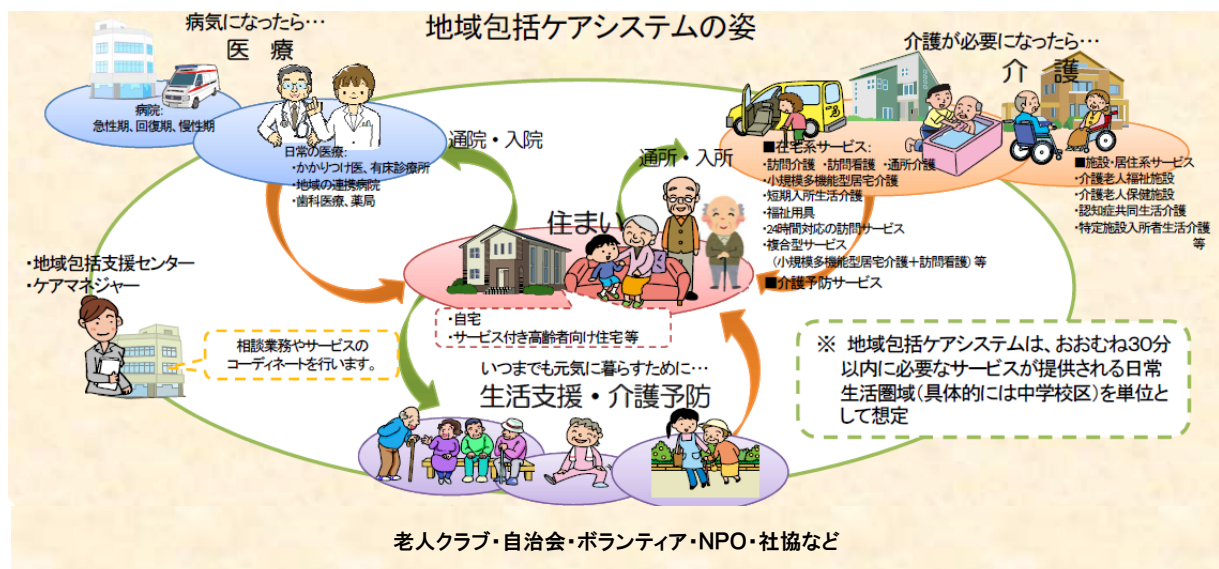 地域包括ケアシステムの姿
病気になったら…
医　療
病院:
急性期、回復期、慢性期
日常の医療:
・かかりつけ医、有床診療所
・地域の連携病院
・歯科医療、薬局
通院・入院
通所・入所
介護が必要になったら…
介　護
■在宅系サービス:
・訪問介護　・訪問看護　・通所介護
・小規模多機能型居宅介護
・短期入所生活介護
・福祉用具
・24時間対応の訪問サービス
・複合型サービス
（小規模多機能型居宅介護＋訪問看護）等
■介護予防サービス
■施設・居住系サービス
・介護老人福祉施設
・介護老人保健施設
・認知症共同生活介護
・特定施設入所者生活介護
等
住まい
・自宅
・サービス付き高齢者向け住宅等
・地域包括支援センター
・ケアマネジャー
相談業務やサービスの
コーディネートを行います。
いつまでも元気に暮らすために…
生活支援・介護予防
※　地域包括ケアシステムは、おおむね30分
以内に必要なサービスが提供される日常
生活圏域（具体的には中学校区）を単位と
して想定
老人クラブ・自治会・ボランティア・NPO・社協など